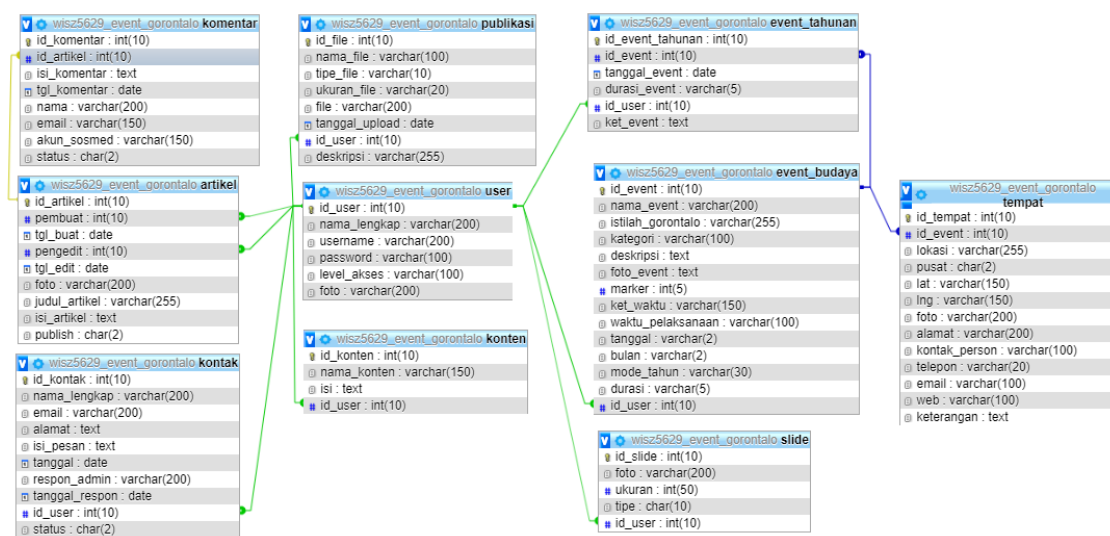 wisz5629_event_gorontalo komentar
id_komentar : int(10)
id_artikel : int(10)
isi_komentar : text
tgl_komentar : date
nama : varchar(200)
email : varchar(150)
akun_sosmed : varchar(150)
status : char(2)
wisz5629_event_gorontalo artikel
id_artikel : int(10)
pembuat : int(10)
tgl_buat : date
pengedit : int(10)
tgl_edit : date
foto : varchar(200)
judul_artikel : varchar(255)
isi_artikel : text
publish : char(2)
wisz5629_event_gorontalo kontak
id_kontak : int(10)
nama_lengkap : varchar(200)
email : varchar(200)
alamat : text
isi_pesan : text
tanggal : date
respon_admin : varchar(200)
tanggal_respon : date
id_user : int(10)
status : char(2)
wisz5629_event_gorontalo publikasi
id_file : int(10)
nama_file : varchar(100)
tipe_file : varchar(10)
ukuran_file : varchar(20)
file : varchar(200)
tanggal_upload : date
id_user : int(10)
deskripsi : varchar(255)
wisz5629_event_gorontalo user
id_user : int(10)
nama_lengkap : varchar(200)
username : varchar(200)
password : varchar(100)
level_akses : varchar(100)
foto : varchar(200)
wisz5629_event_gorontalo konten
id_konten : int(10)
nama_konten : varchar(150)
isi : text
id_user : int(10)
wisz5629_event_gorontalo event_tahunan
id_event_tahunan : int(10)
id_event : int(10)
tanggal_event : date
durasi_event : varchar(5)
id_user : int(10)
ket_event : text
wisz5629_event_gorontalo event_budaya
id_event : int(10)
nama_event : varchar(200)
istilah_gorontalo : varchar(255)
kategori : varchar(100)
deskripsi : text
foto_event : text
marker : int(5)
ket_waktu : varchar(150)
waktu_pelaksanaan : varchar(100)
tanggal : varchar(2)
bulan : varchar(2)
mode_tahun : varchar(30)
durasi : varchar(5)
id_user : int(10)
wisz5629_event_gorontalo slide
id_slide : int(10)
foto : varchar(200)
ukuran : int(50)
tipe : char(10)
id_user : int(10)
wisz5629_event_gorontalo
tempat
id_tempat : int(10)
id_event : int(10)
lokasi : varchar(255)
pusat : char(2)
lat : varchar(150)
lng : varchar(150)
foto : varchar(200)
alamat : varchar(200)
kontak_person : varchar(100)
telepon : varchar(20)
email : varchar(100)
web : varchar(100)
keterangan : text